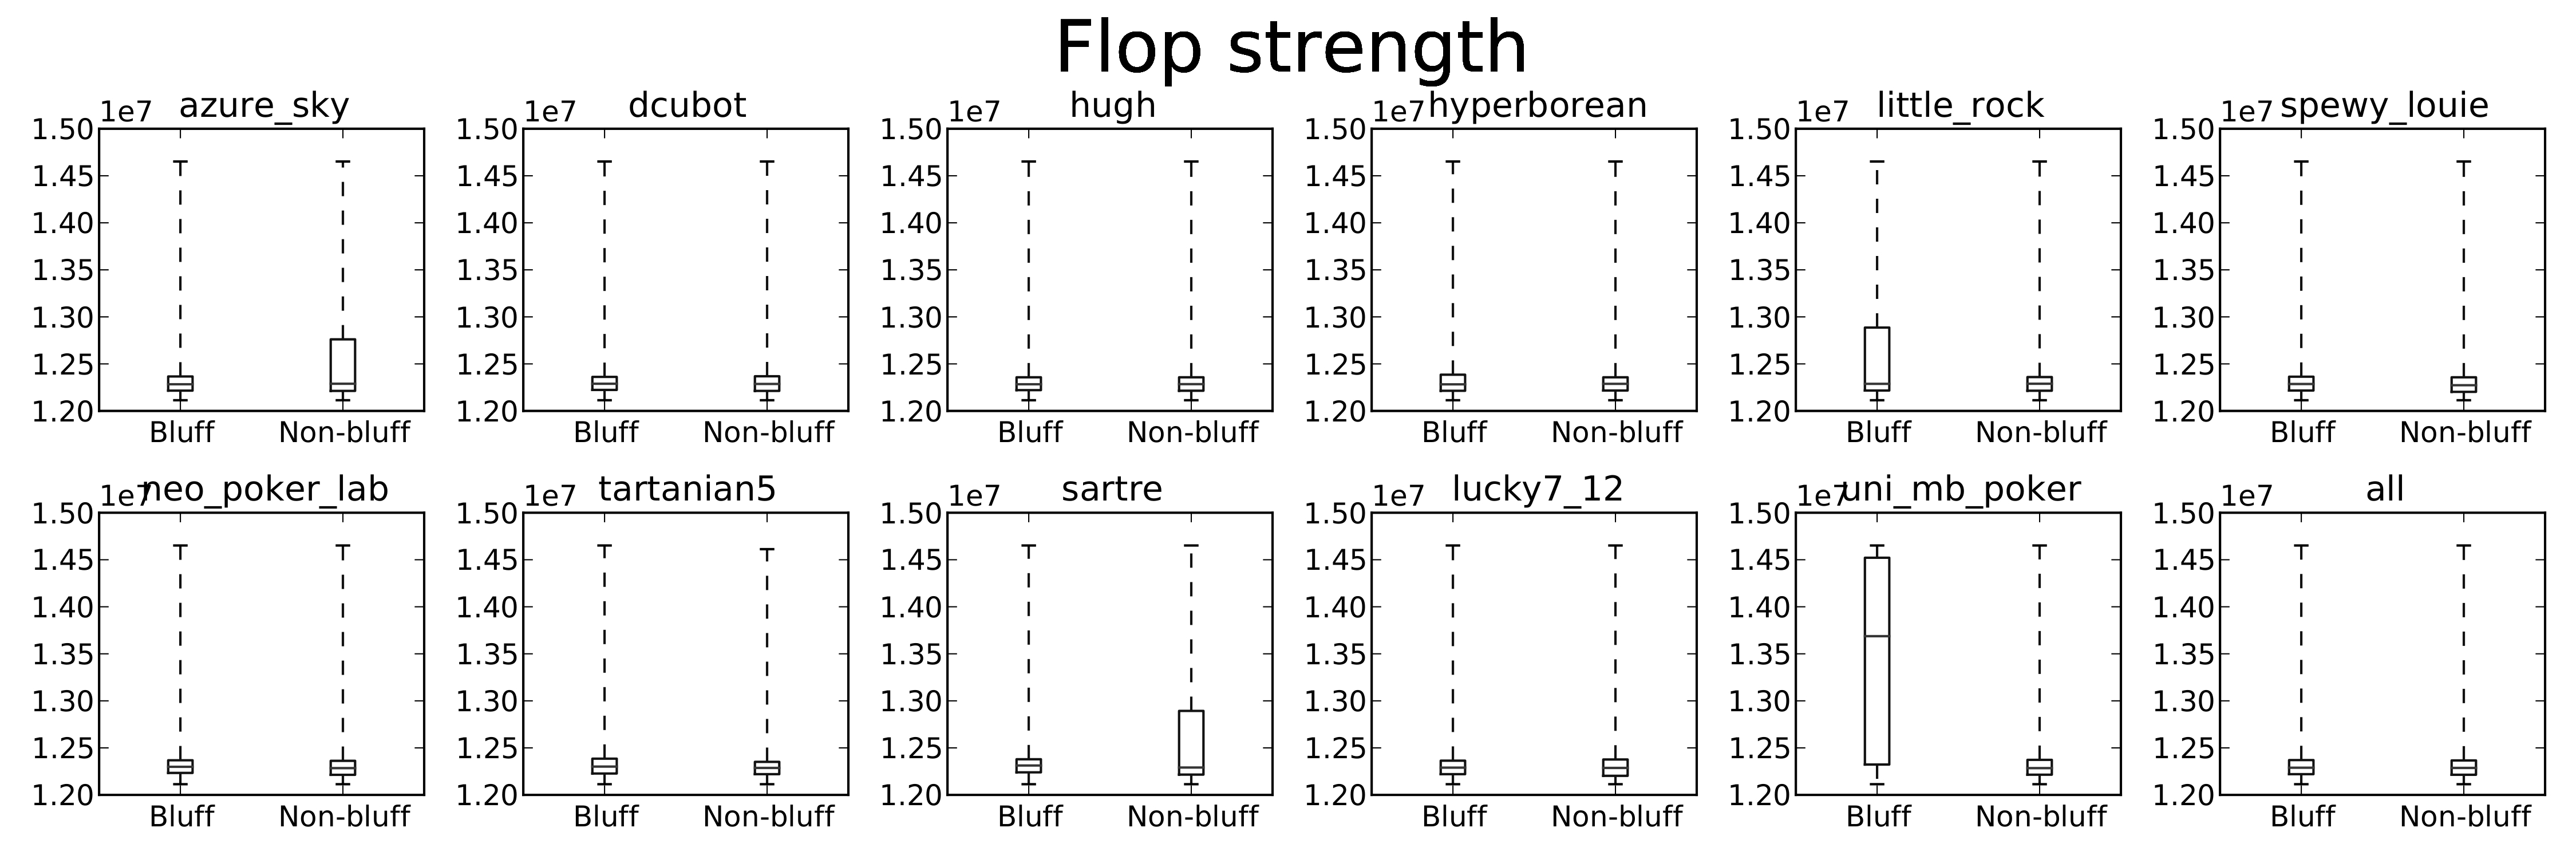 Flop strength
1e7 azure_sky 1e7 dcubot 1e7 hugh 1e7 hyperborean 1e7 little_rock 1e7 spewy_louie
1.50 1.50 1.50 1.50 1.50 1.50
1.45 1.45 1.45 1.45 1.45 1.45
1.40 1.40 1.40 1.40 1.40 1.40
1.35 1.35 1.35 1.35 1.35 1.35
1.30 1.30 1.30 1.30 1.30 1.30
1.25 1.25 1.25 1.25 1.25 1.25
1.20 1.20 1.20 1.20 1.20 1.20
Bluff Non-bluff Bluff Non-bluff Bluff Non-bluff Bluff Non-bluff Bluff Non-bluff Bluff Non-bluff
1e7 neo_poker_lab 1e7 tartanian5 1e7 sartre 1e7 lucky7_12 1e7 uni_mb_poker 1e7 all
1.50 1.50 1.50 1.50 1.50 1.50
1.45 1.45 1.45 1.45 1.45 1.45
1.40 1.40 1.40 1.40 1.40 1.40
1.35 1.35 1.35 1.35 1.35 1.35
1.30 1.30 1.30 1.30 1.30 1.30
1.25 1.25 1.25 1.25 1.25 1.25
1.20 1.20 1.20 1.20 1.20 1.20
Bluff Non-bluff Bluff Non-bluff Bluff Non-bluff Bluff Non-bluff Bluff Non-bluff Bluff Non-bluff